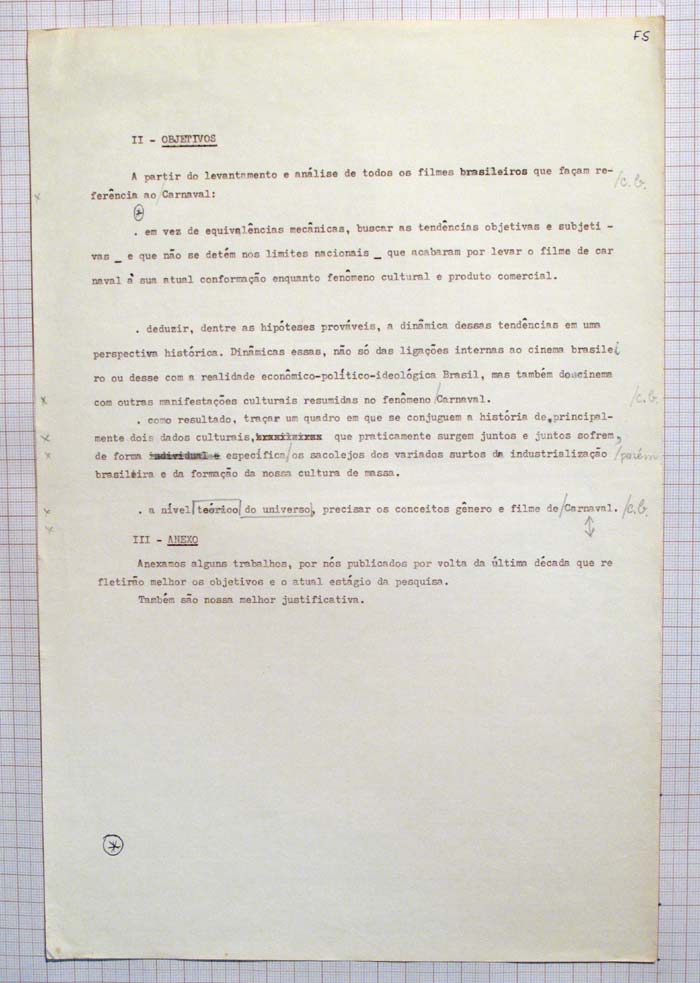 F5
II - OBJETIVOS
A partir do levantamento e análise de todos os filmes brasileiros que façam re-
ferência ao/Carnaval: /c.b.
. em vez de equivalências mecânicas, buscar as tendências objetivas e subjeti -
vas _ e que não se detém nos limites nacionais _ que acabaram por levar o filme de car
naval à sua atual conformação enquanto fenômeno cultural e produto comercial.
. deduzir, dentre as hipóteses prováveis, a dinâmica dessas tendências em uma
perspectiva histórica. Dinâmicas essas, não só das ligações internas ao cinema brasilei
ro ou desse com a realidade econômico-político-ideológica Brasil, mas também do cinema
com outras manifestações culturais resumidas no fenômeno/Carnaval. /c.b.
. como resultado, traçar um quadro em que se conjuguem a história de, principal-
mente dois dados culturais, que praticamente surgem juntos e juntos sofrem,
de forma individual e específica/os sacolejos dos variados surtos da industrialização /porém
brasileira e da formação da nossa cultura de massa.
. a nível teórico do universo, precisar os conceitos gênero e filme de/Carnaval. /c.b.
III - ANEXO
Anexamos alguns trabalhos, por nós publicados por volta da última década que re
fletirão melhor os objetivos e o atual estágio da pesquisa.
Também são nossa melhor justificativa.